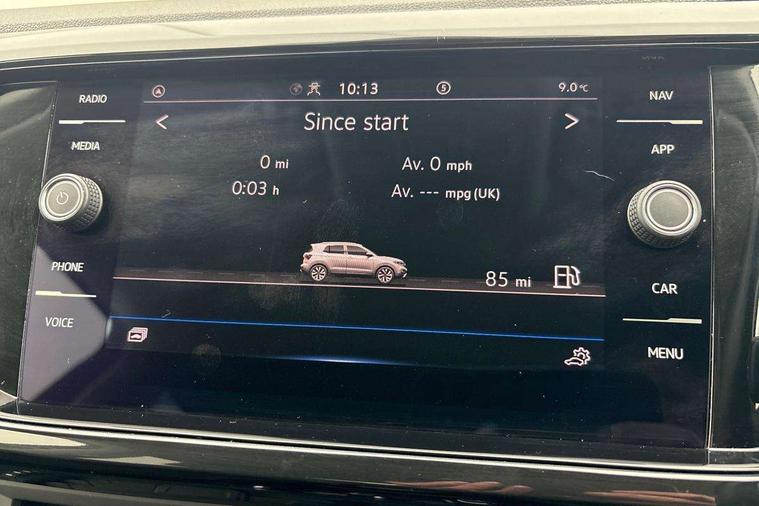 RADIO
MEDIA
PHONE
VOICE
10:13
5
9.0°C
< Since start >
0 mi Av. 0 mph
0:03 h Av. --- mpg (UK)
85 mi
NAV
APP
CAR
MENU